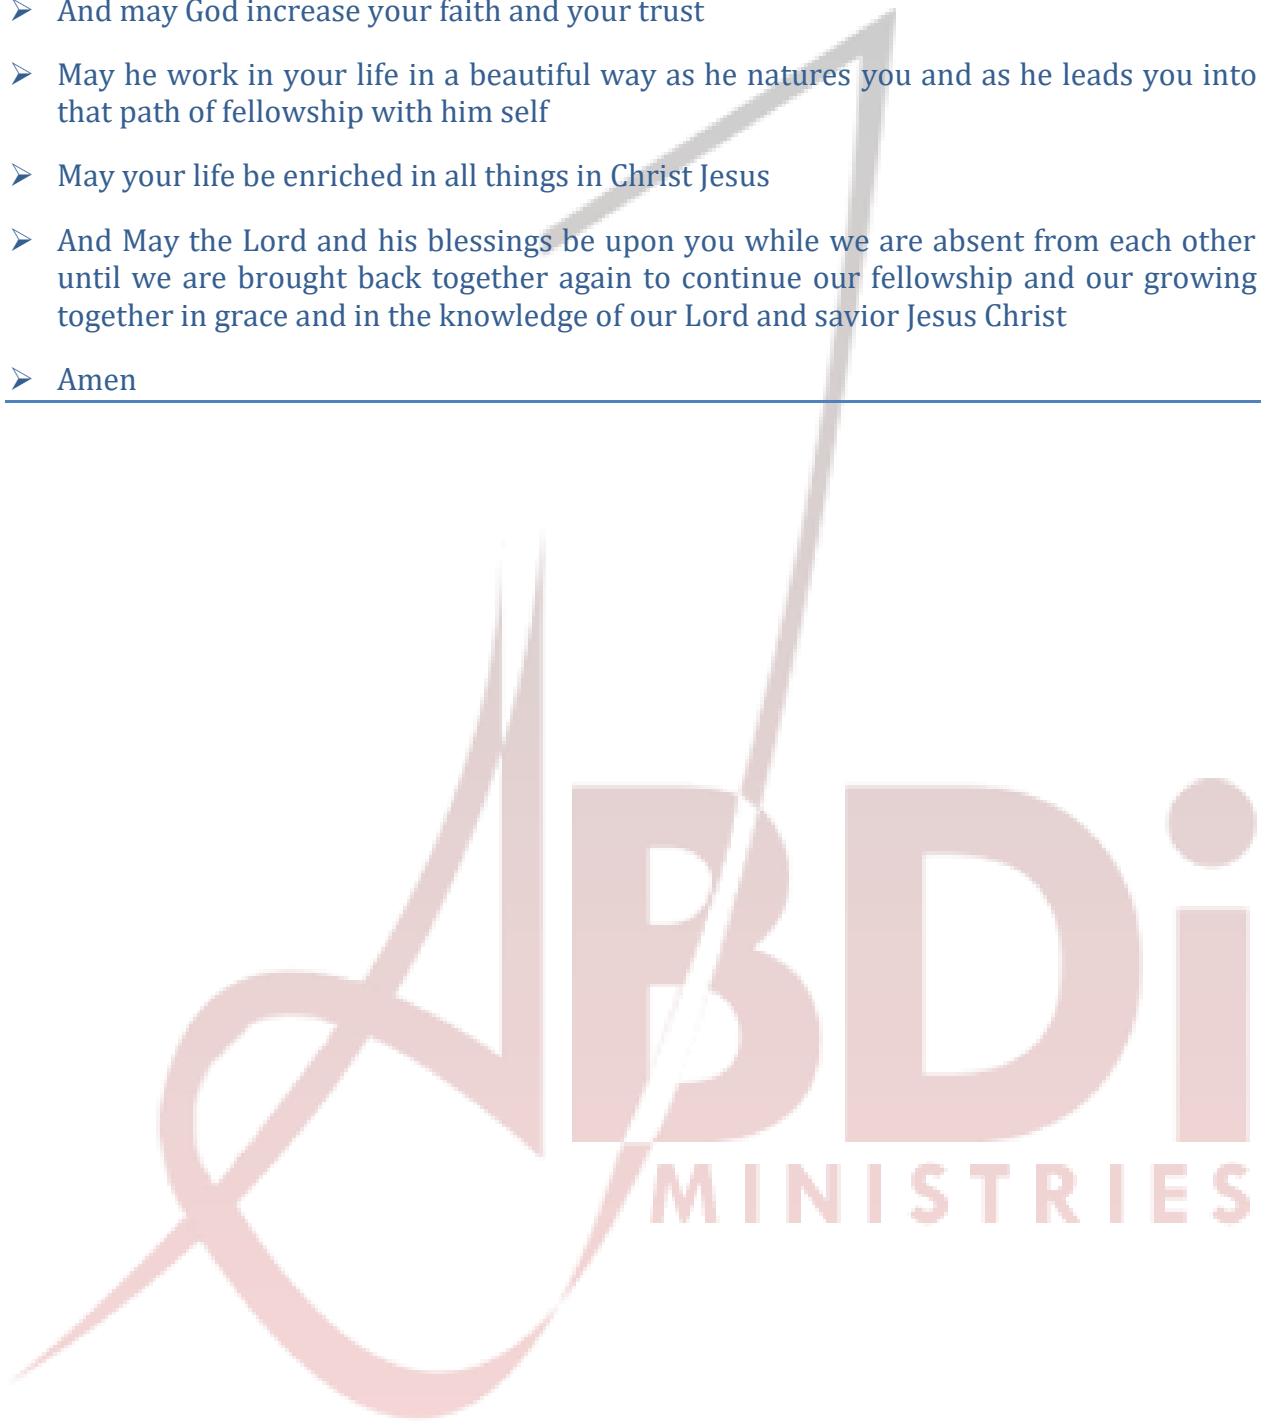 ➢ And may God increase your faith and your trust
➢ May he work in your life in a beautiful way as he natures you and as he leads you into
that path of fellowship with him self
➢ May your life be enriched in all things in Christ Jesus
➢ And May the Lord and his blessings be upon you while we are absent from each other
until we are brought back together again to continue our fellowship and our growing
together in grace and in the knowledge of our Lord and savior Jesus Christ
➢ Amen
ABDi
MINISTRIES